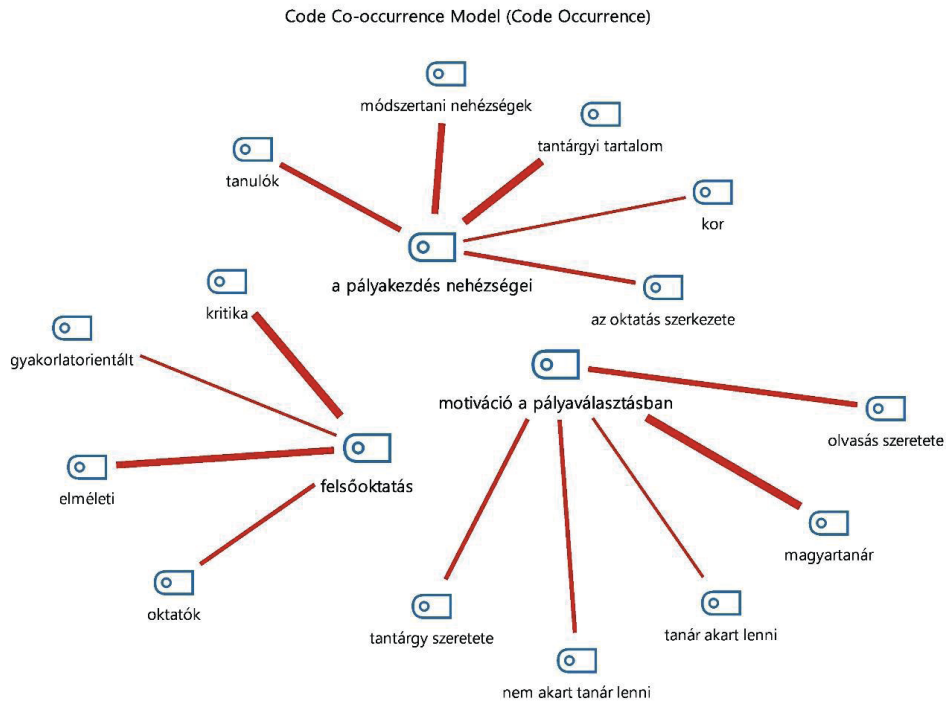 Code Co-occurrence Model (Code Occurrence)
módszertani nehézségek
tantárgyi tartalom
tanulók
kor
a pályakezdés nehézségei
az oktatás szerkezete
kritika
gyakorlatorientált
motiváció a pályaválasztásban
olvasás szeretete
felsőoktatás
elméleti
magyartanár
oktatók
tantárgy szeretete
tanár akart lenni
nem akart tanár lenni